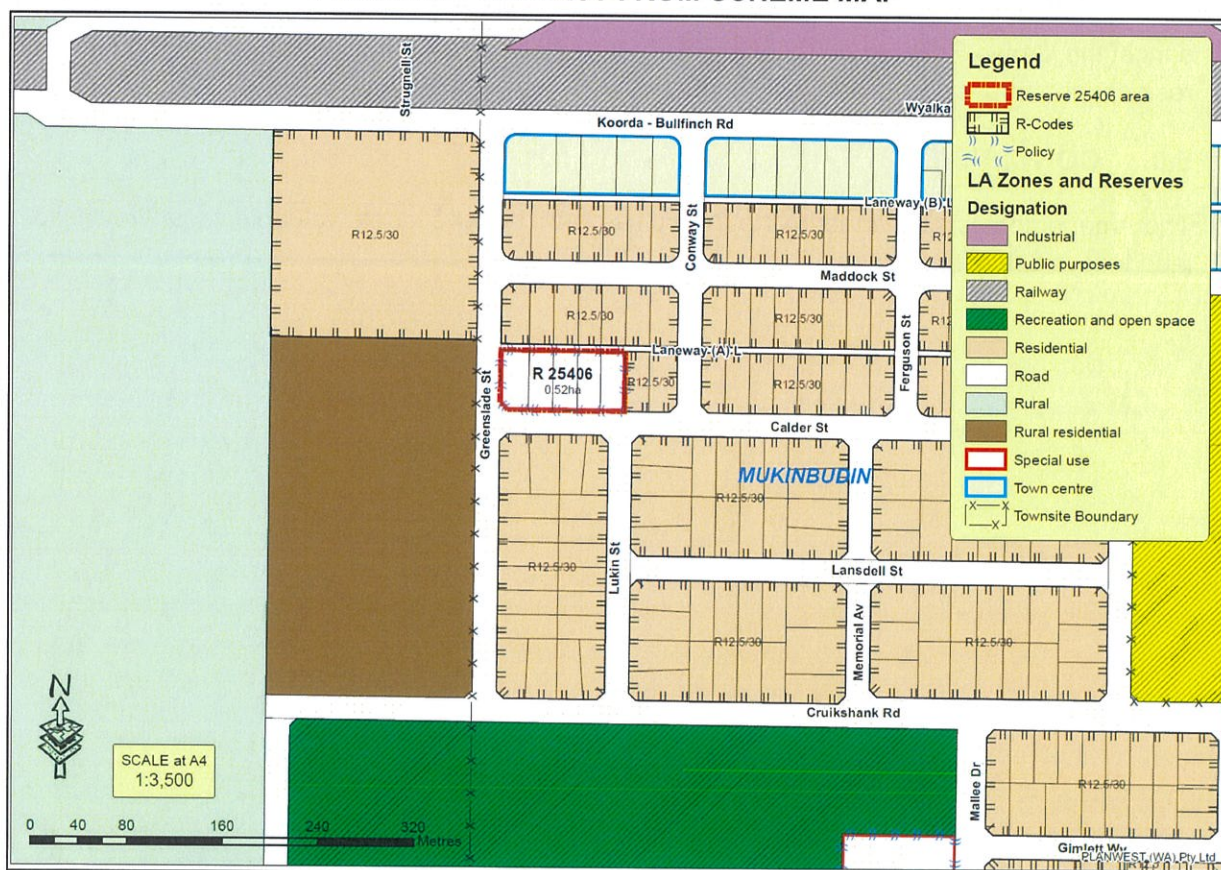 Strugnell St
Koorda - Bullfinch Rd
Conway St
R12.5/30
R12.5/30
R12.5/30
Laneway (B) L
Maddock St
R12.5/30
R12.5/30
Laneway (A) L
Ferguson St
Greenslade St
R 25406
0.52ha
R12.5/30
R12.5/30
Calder St
MUKINBUDIN
R12.5/30
R12.5/30
Lukin St
Lansdell St
R12.5/30
Memorial Av
R12.5/30
Cruikshank Rd
Mallee Dr
R12.5/30
Gimlett Wy
PLANWEST (WA) Pty Ltd
N
SCALE at A4
1:3,500
0 40 80 160 240 320
Metres
Legend
Reserve 25406 area
R-Codes
Policy
LA Zones and Reserves
Designation
Industrial
Public purposes
Railway
Recreation and open space
Residential
Road
Rural
Rural residential
Special use
Town centre
Townsite Boundary